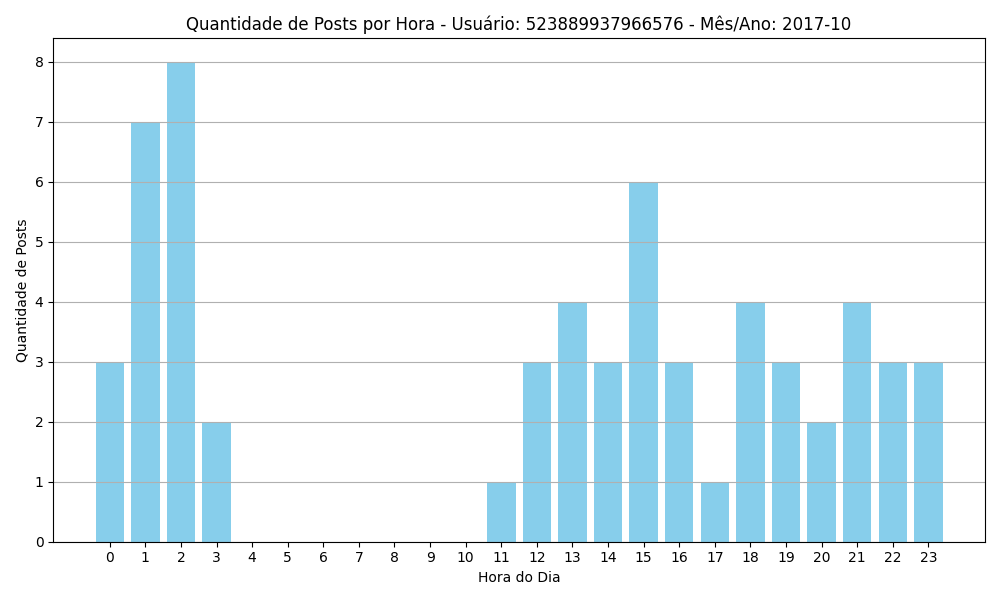 Quantidade de Posts por Hora - Usuário: 523889937966576 - Mês/Ano: 2017-10
Quantidade de Posts
8
7
6
5
4
3
2
1
0
0 1 2 3 4 5 6 7 8 9 10 11 12 13 14 15 16 17 18 19 20 21 22 23
Hora do Dia